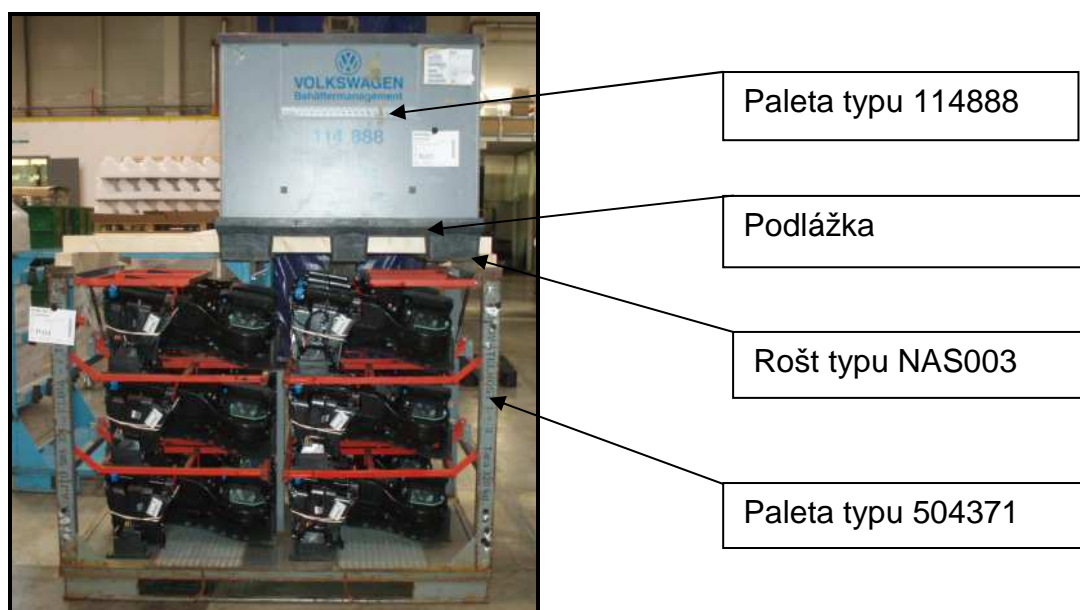 VOLKSWAGEN
Behältermanagement
114 888
Paleta typu 114888
Podlážka
Rošt typu NAS003
Paleta typu 504371